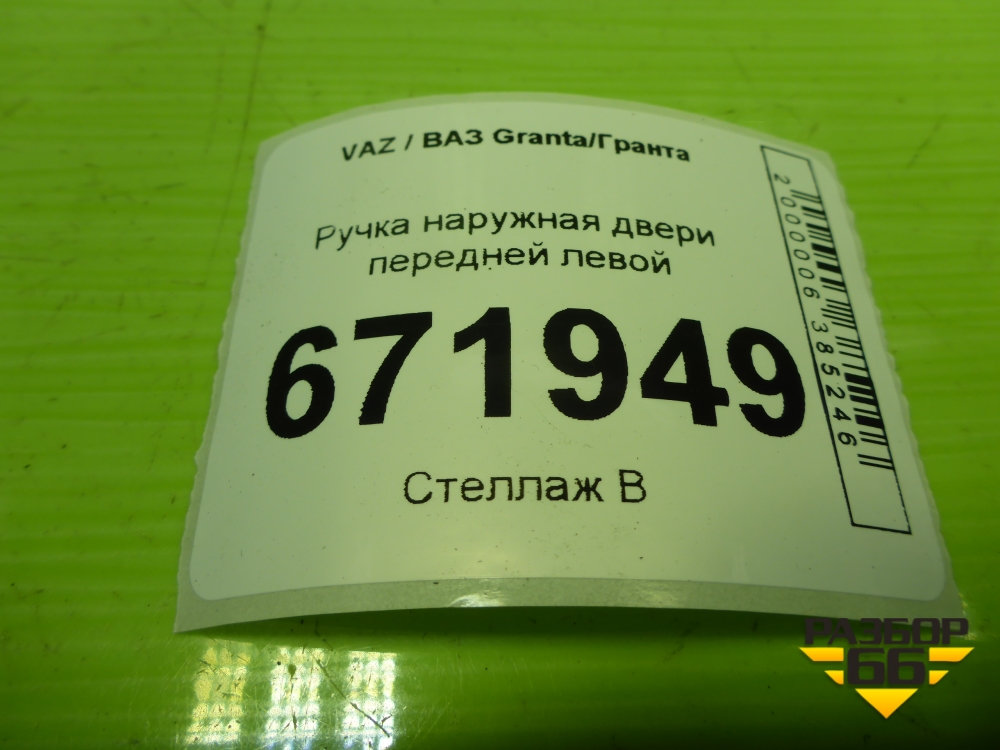 VAZ / ВАЗ Granta/Гранта
Ручка наружная двери
передней левой
671949
Стеллаж В
2000006385246
РАЗБОР
66